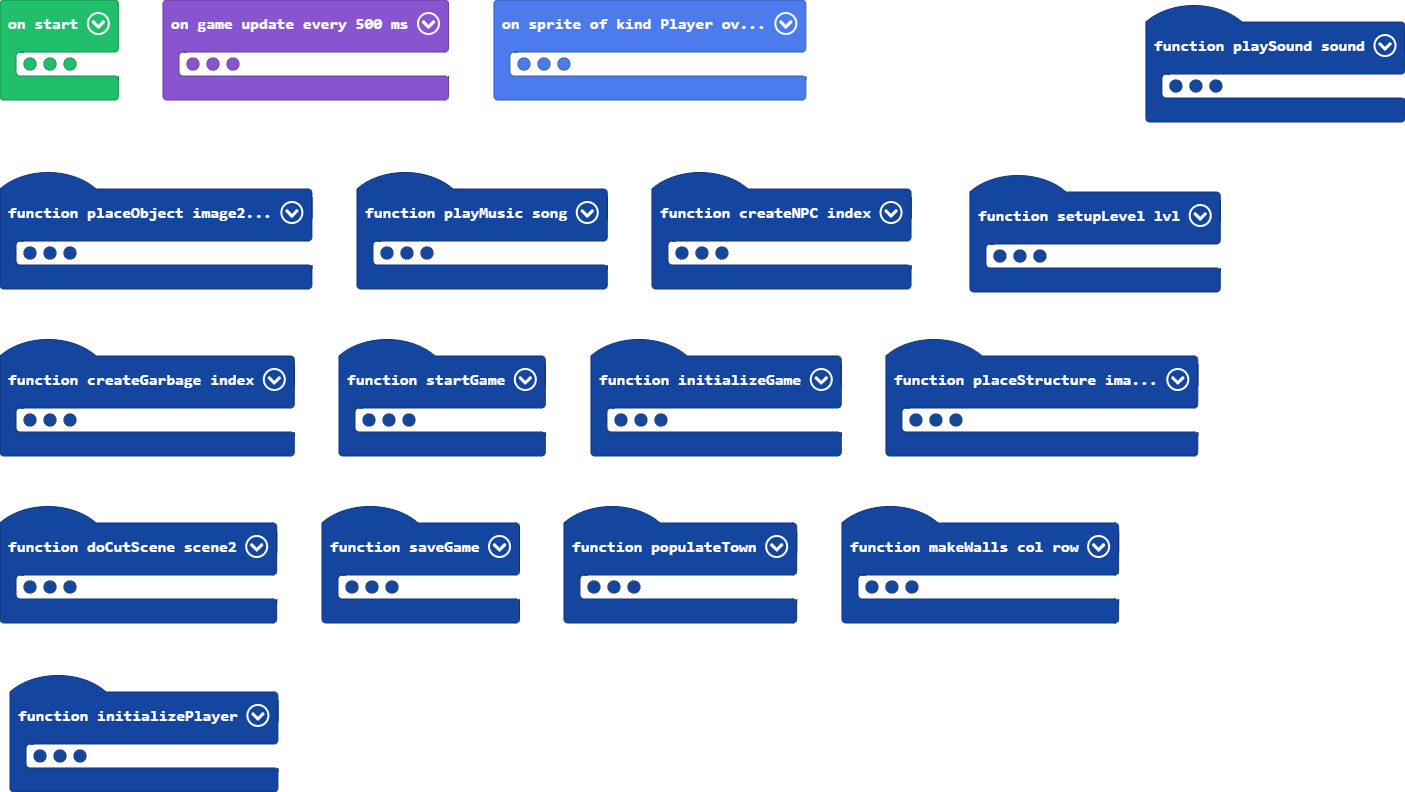 on start
on game update every 500 ms
on sprite of kind Player ov...
function playSound sound
function placeObject image2...
function playMusic song
function createNPC index
function setupLevel lvl
function createGarbage index
function startGame
function initializeGame
function placeStructure ima...
function doCutScene scene2
function saveGame
function populateTown
function makeWalls col row
function initializePlayer